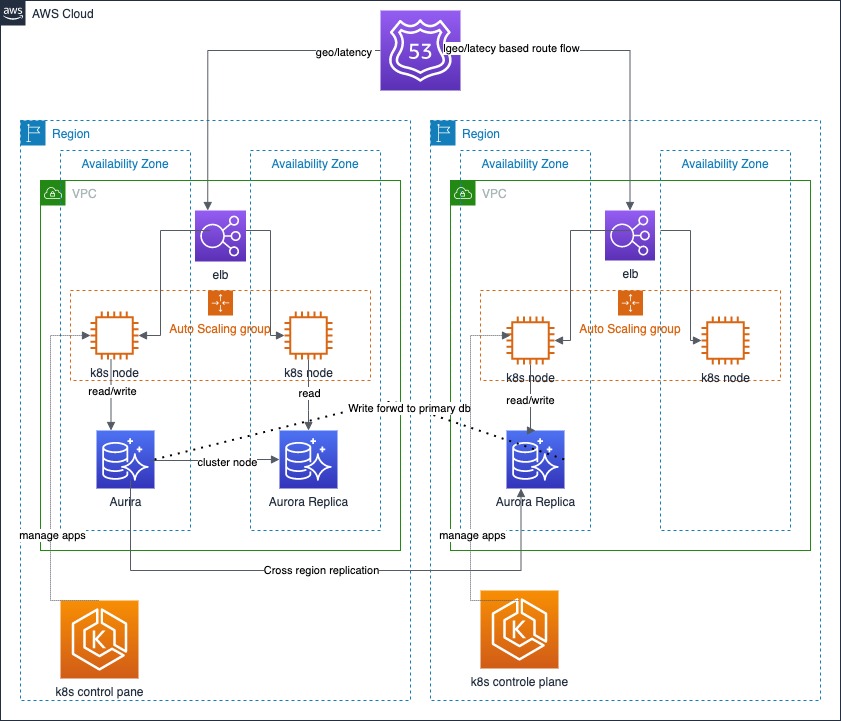 aws
AWS Cloud
53
geo/latency
lgeo/latecy based route flow
Region
Region
Availability Zone
Availability Zone
Availability Zone
Availability Zone
VPC
VPC
elb
elb
Auto Scaling group
Auto Scaling group
k8s node
k8s node
k8s node
k8s node
read/write
read
read/write
Write forwd to primary db
cluster node
Aurira
Aurora Replica
Aurora Replica
manage apps
manage apps
Cross region replication
K
K
k8s control pane
k8s controle plane